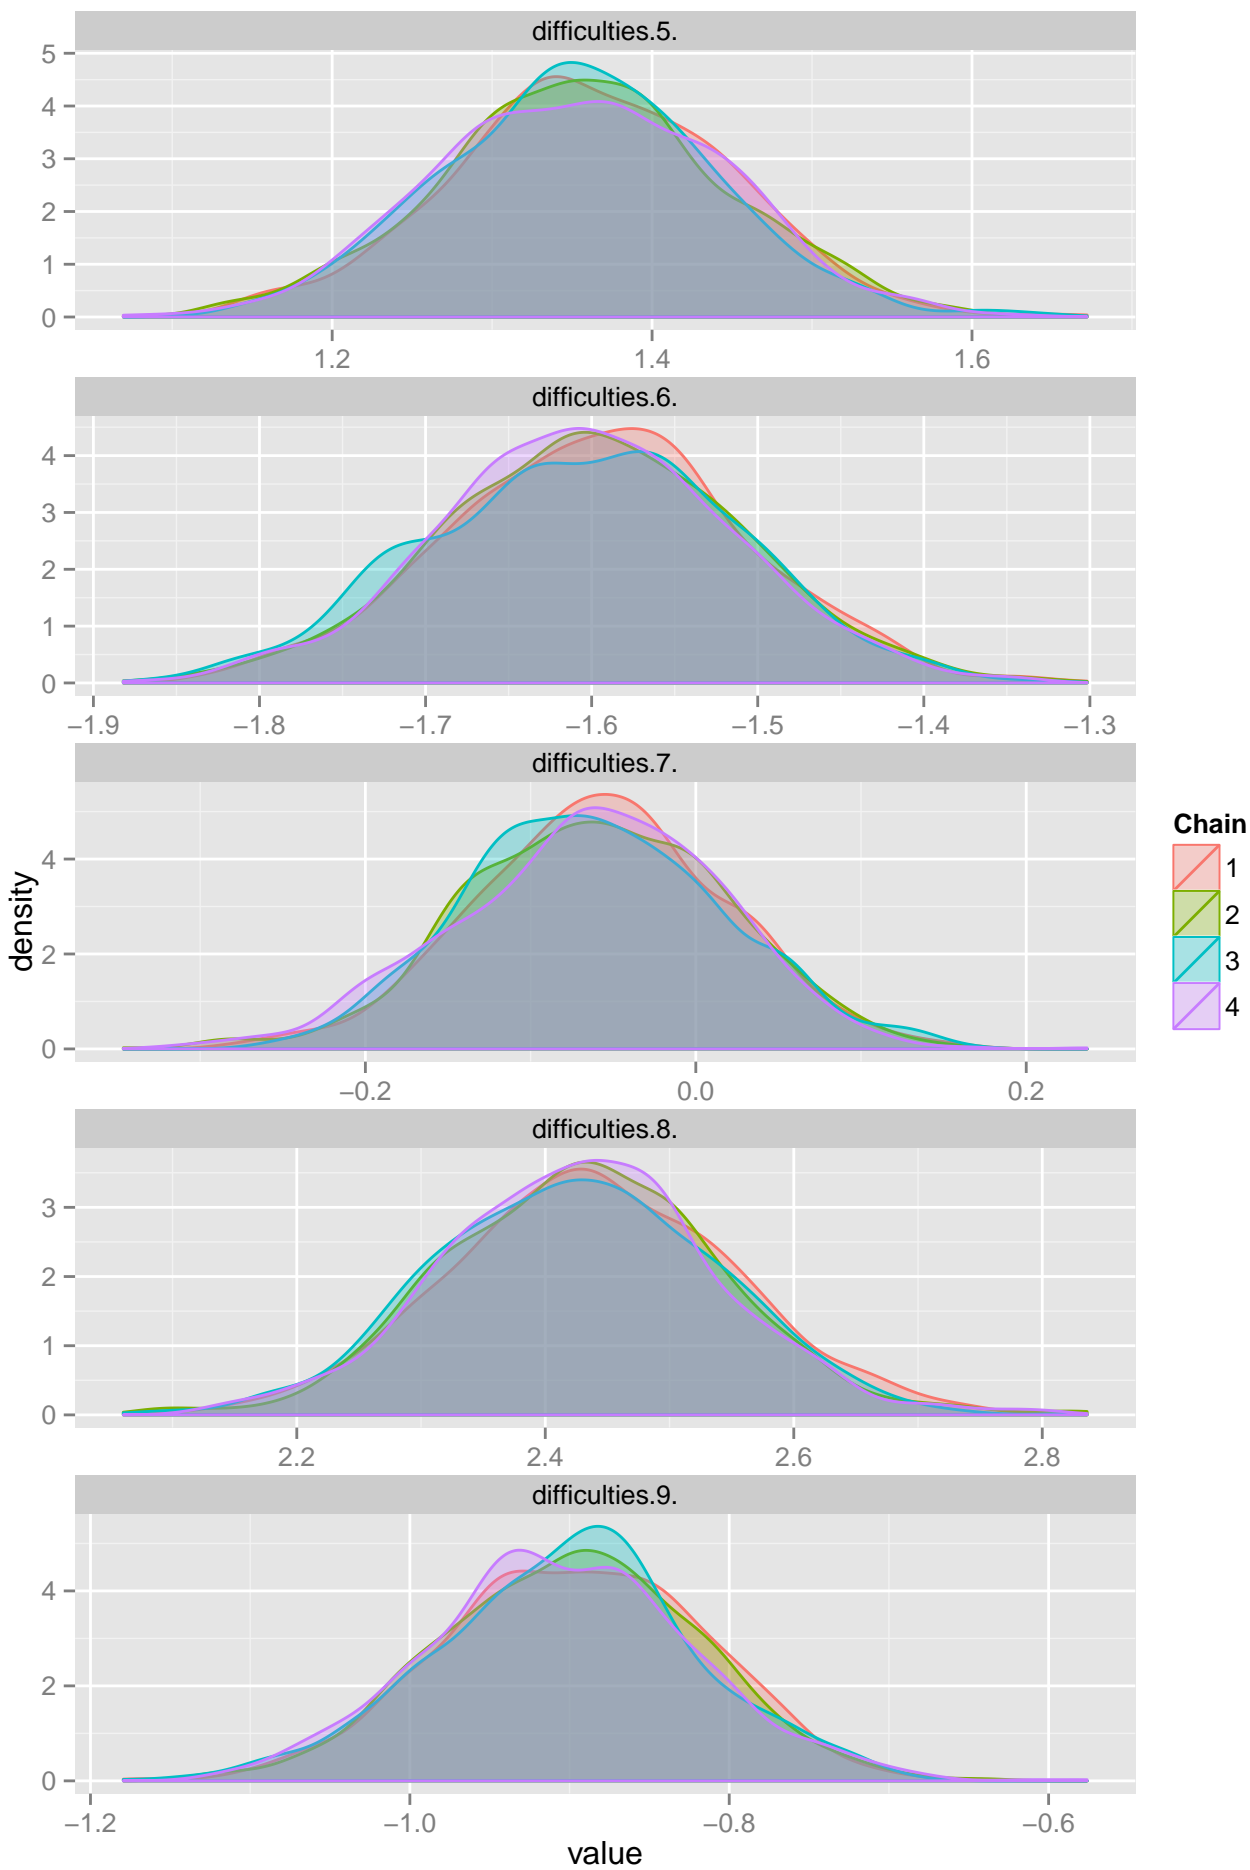 difficulties.5.
5
4
3
2
1
0
1.2 1.4 1.6
difficulties.6.
4
3
2
1
0
−1.9 −1.8 −1.7 −1.6 −1.5 −1.4 −1.3
difficulties.7.
4
2
0
−0.2 0.0 0.2
density
Chain
1
2
3
4
difficulties.8.
3
2
1
0
2.2 2.4 2.6 2.8
difficulties.9.
4
2
0
−1.2 −1.0 −0.8 −0.6
value